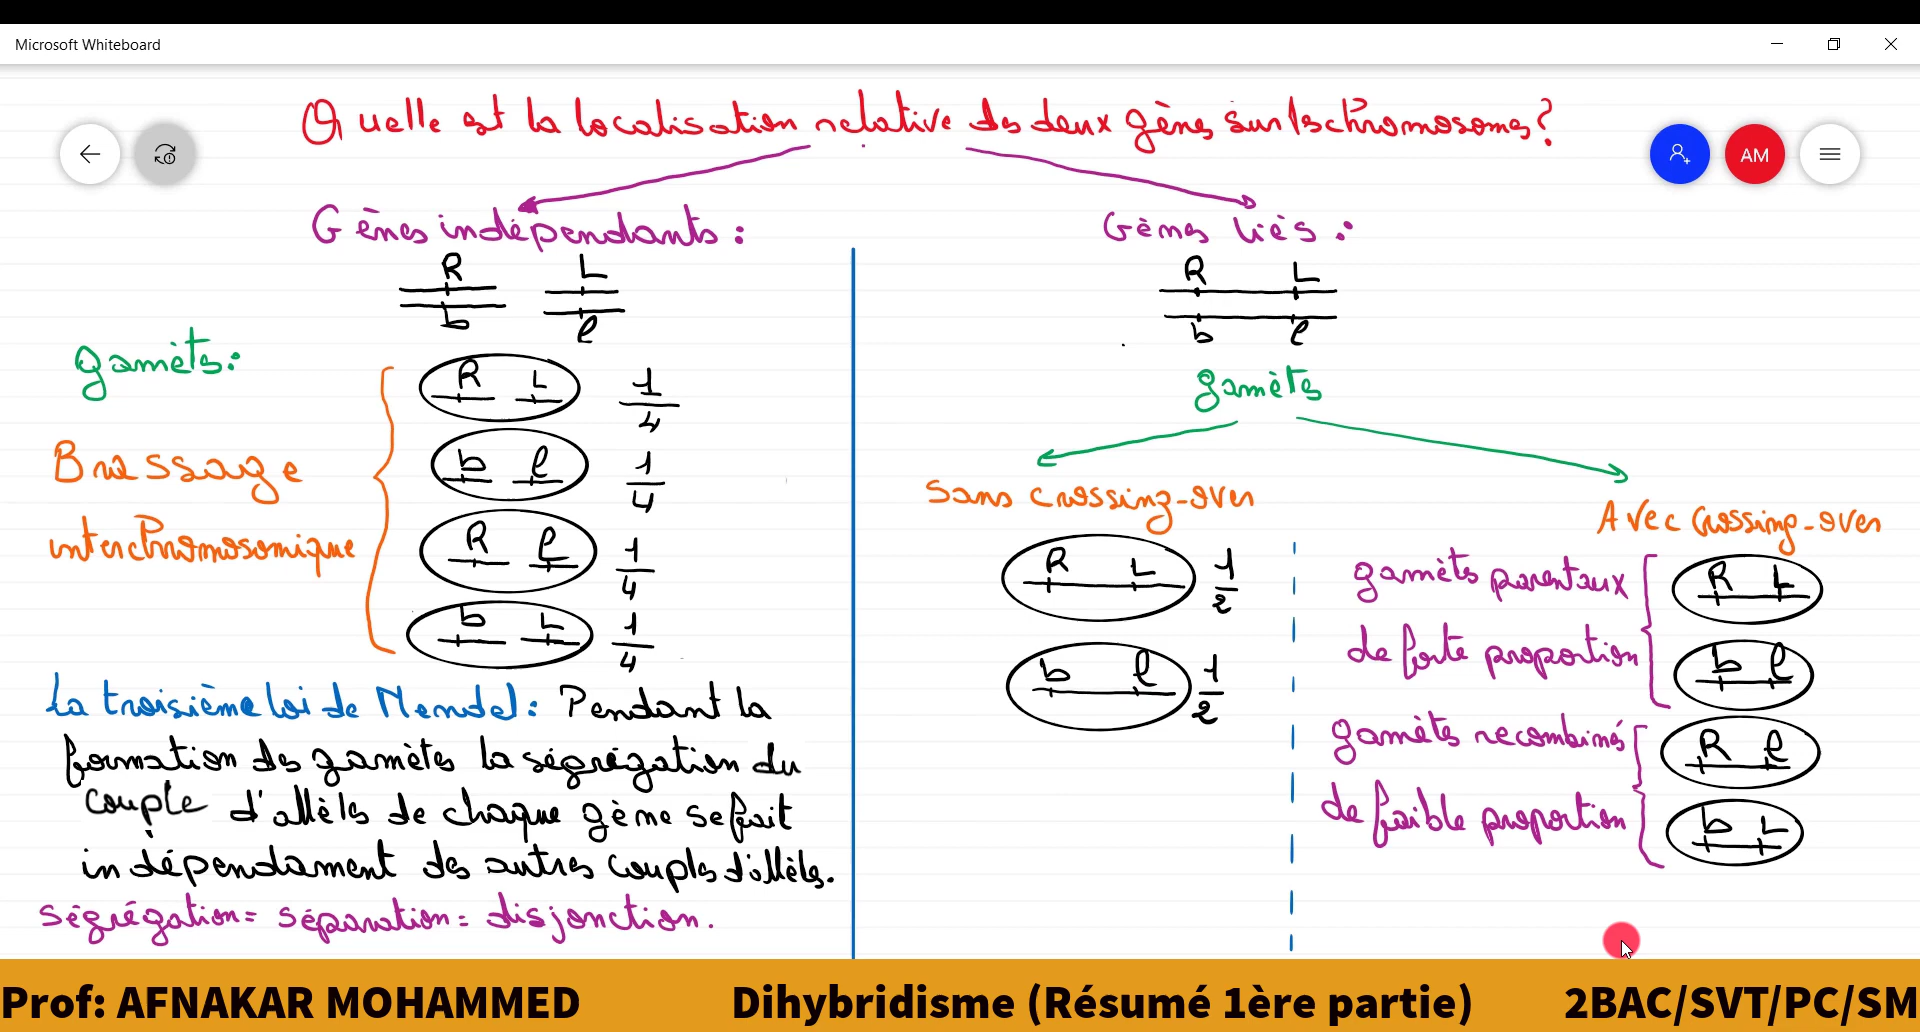 Microsoft Whiteboard
Quelle est la localisation relative des deux gènes sur les chromosomes ?
AM
Gènes indépendants :
R L
b l
gamètes :
Brassage
interchromosomique
R L 1/4
b l 1/4
R l 1/4
b L 1/4
La troisième loi de Mendel : Pendant la
formation des gamètes la ségrégation du
couple d'allèles de chaque gène se fait
indépendament des autres couples d'allèles.
ségrégation = séparation = disjonction.
Gènes liés :
R L
b l
gamètes
Sans crossing-over
R L 1/2
b l 1/2
Avec crossing-over
gamètes parentaux
de forte proportion
R L
b l
gamètes recombinés
de faible proportion
R l
b L
Prof: AFNAKAR MOHAMMED
Dihybridisme (Résumé 1ère partie)
2BAC/SVT/PC/SM